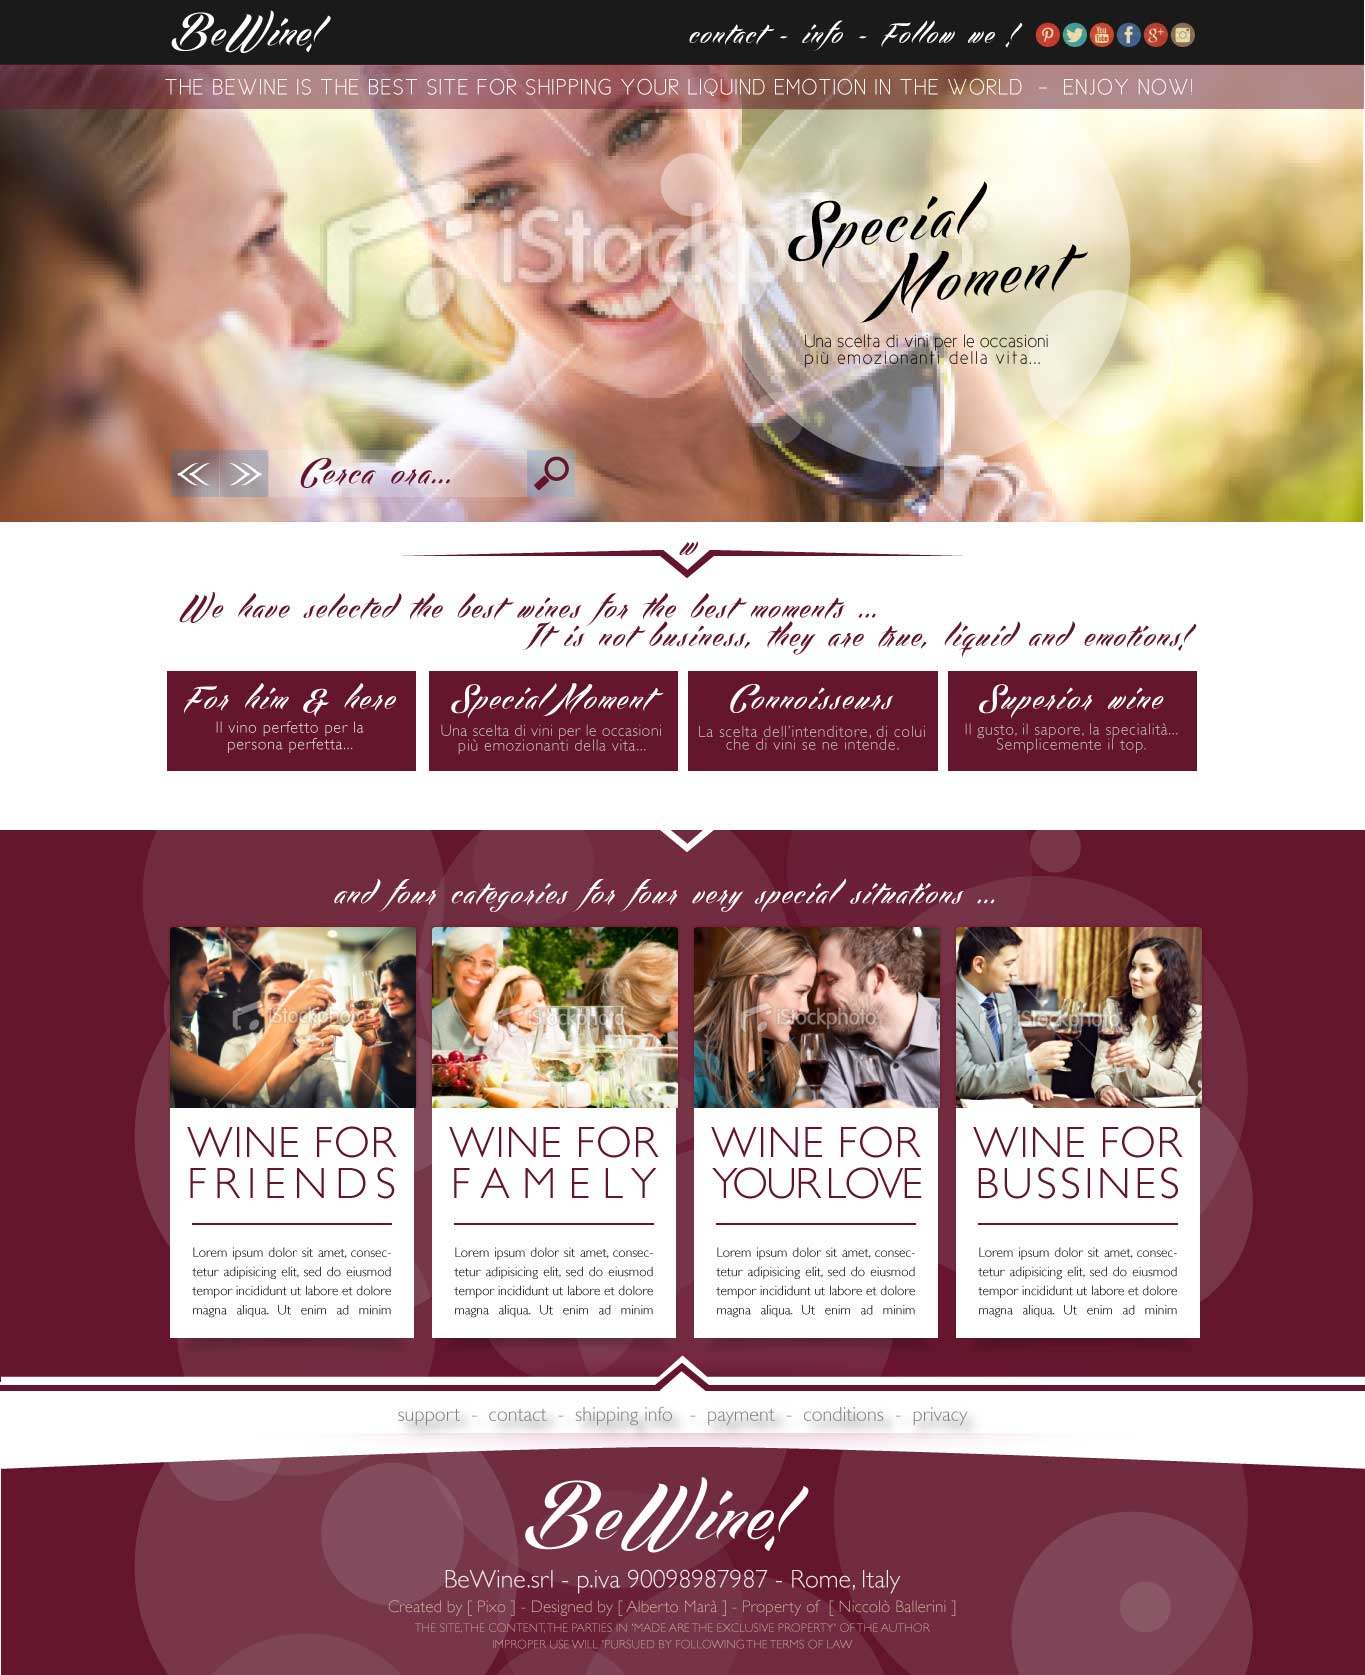 BeWine!
contact - info - Follow we !
THE BEWINE IS THE BEST SITE FOR SHIPPING YOUR LIQUIND EMOTION IN THE WORLD - ENJOY NOW!
iStockphoto
Special
Moment
Una scelta di vini per le occasioni
più emozionanti della vita...
Cerca ora...
w
We have selected the best wines for the best moments ...
It is not business, they are true, liquid and emotions!
For him & here
Il vino perfetto per la
persona perfetta...
Special Moment
Una scelta di vini per le occasioni
più emozionanti della vita...
Connoisseurs
La scelta dell'intenditore, di colui
che di vini se ne intende.
Superior wine
Il gusto, il sapore, la specialità...
Semplicemente il top.
and four categories for four very special situations ...
iStockphoto
iStockphoto
iStockphoto
iStockphoto
WINE FOR
FRIENDS
Lorem ipsum dolor sit amet, consec-
tetur adipisicing elit, sed do eiusmod
tempor incididunt ut labore et dolore
magna aliqua. Ut enim ad minim
WINE FOR
FAMELY
Lorem ipsum dolor sit amet, consec-
tetur adipisicing elit, sed do eiusmod
tempor incididunt ut labore et dolore
magna aliqua. Ut enim ad minim
WINE FOR
YOUR LOVE
Lorem ipsum dolor sit amet, consec-
tetur adipisicing elit, sed do eiusmod
tempor incididunt ut labore et dolore
magna aliqua. Ut enim ad minim
WINE FOR
BUSSINES
Lorem ipsum dolor sit amet, consec-
tetur adipisicing elit, sed do eiusmod
tempor incididunt ut labore et dolore
magna aliqua. Ut enim ad minim
support - contact - shipping info - payment - conditions - privacy
BeWine!
BeWine.srl - p.iva 90098987987 - Rome, Italy
Created by [ Pixo ] - Designed by [ Alberto Marà ] - Property of [ Niccolò Ballerini ]
THE SITE, THE CONTENT, THE PARTIES IN 'MADE ARE THE EXCLUSIVE PROPERTY' OF THE AUTHOR
IMPROPER USE WILL 'PURSUED BY FOLLOWING THE TERMS OF LAW